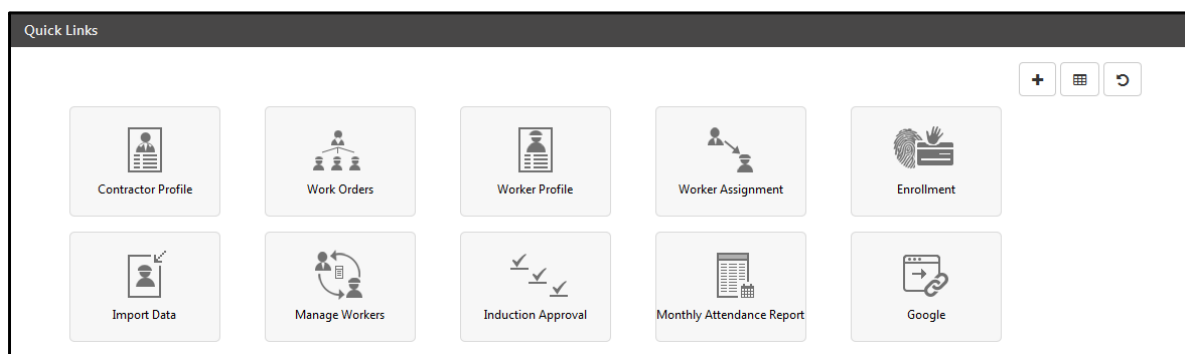 Quick Links
Contractor Profile
Work Orders
Worker Profile
Worker Assignment
Enrollment
Import Data
Manage Workers
Induction Approval
Monthly Attendance Report
Google